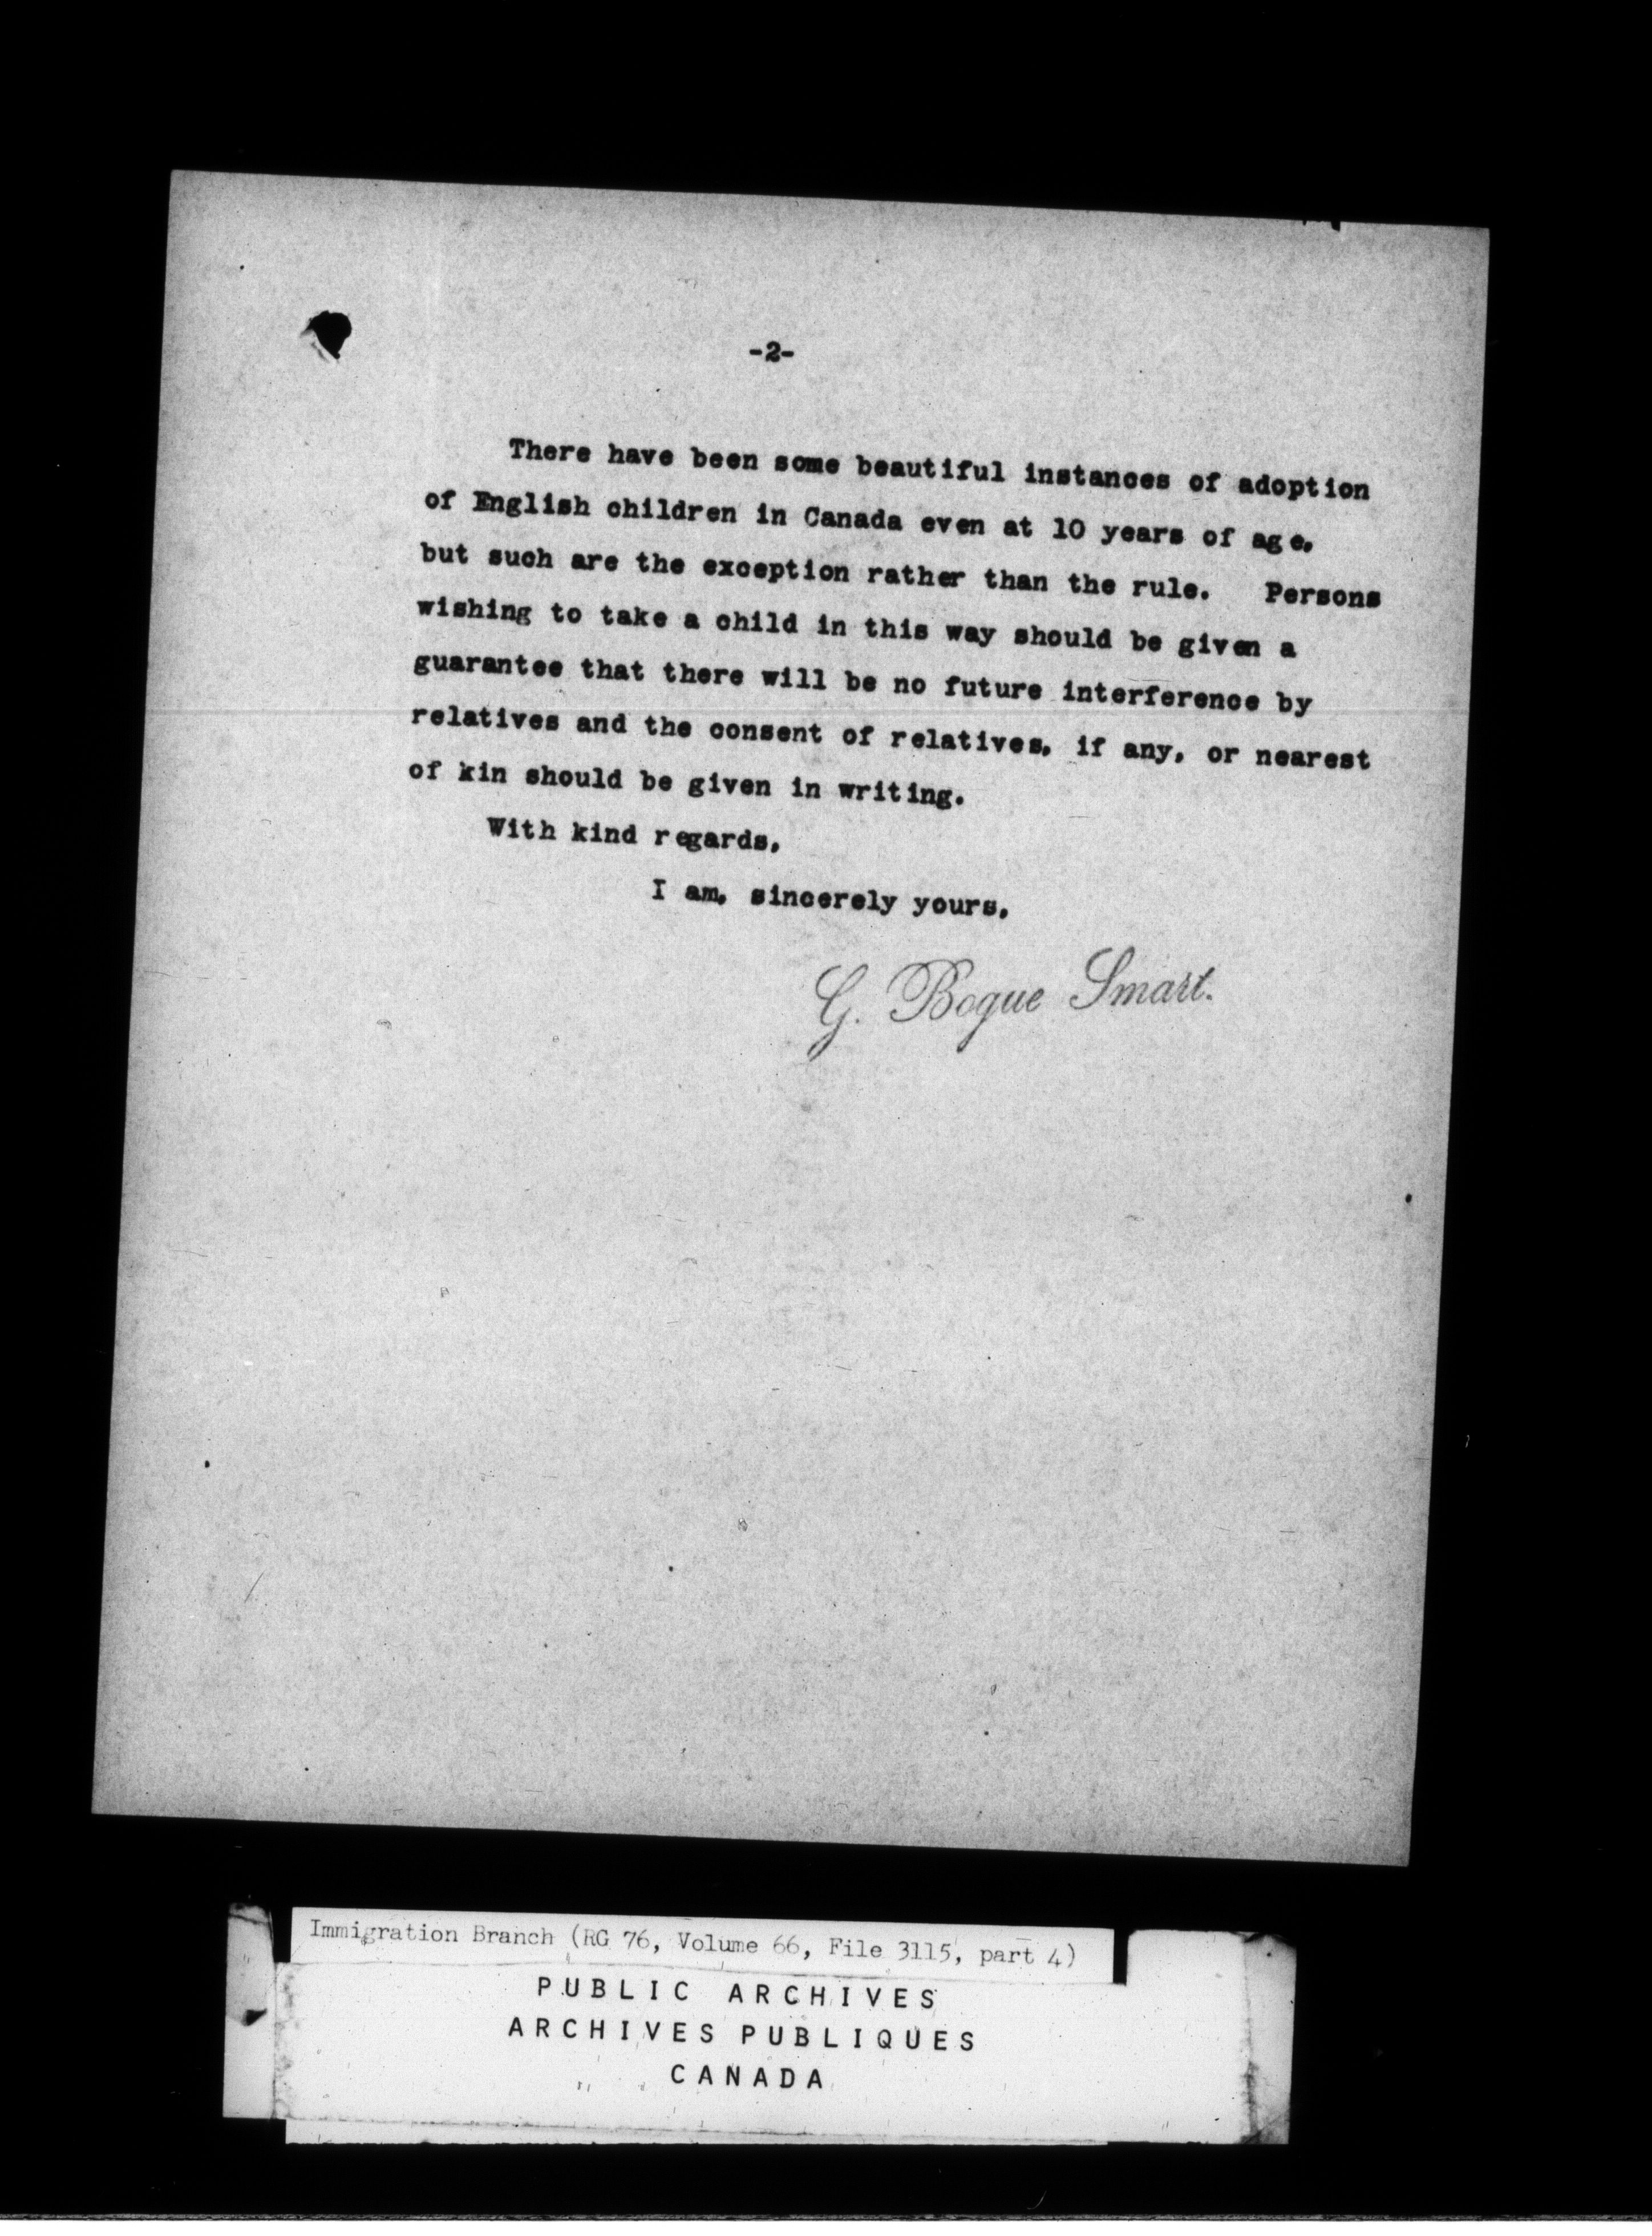 -2-
There have been some beautiful instances of adoption
of English children in Canada even at 10 years of age,
but such are the exception rather than the rule. Persons
wishing to take a child in this way should be given a
guarantee that there will be no future interference by
relatives and the consent of relatives, if any, or nearest
of kin should be given in writing.
With kind regards,
I am, sincerely yours,
G. Bogue Smart.
Immigration Branch (RG 76, Volume 66, File 3115, part 4)
PUBLIC ARCHIVES
ARCHIVES PUBLIQUES
CANADA